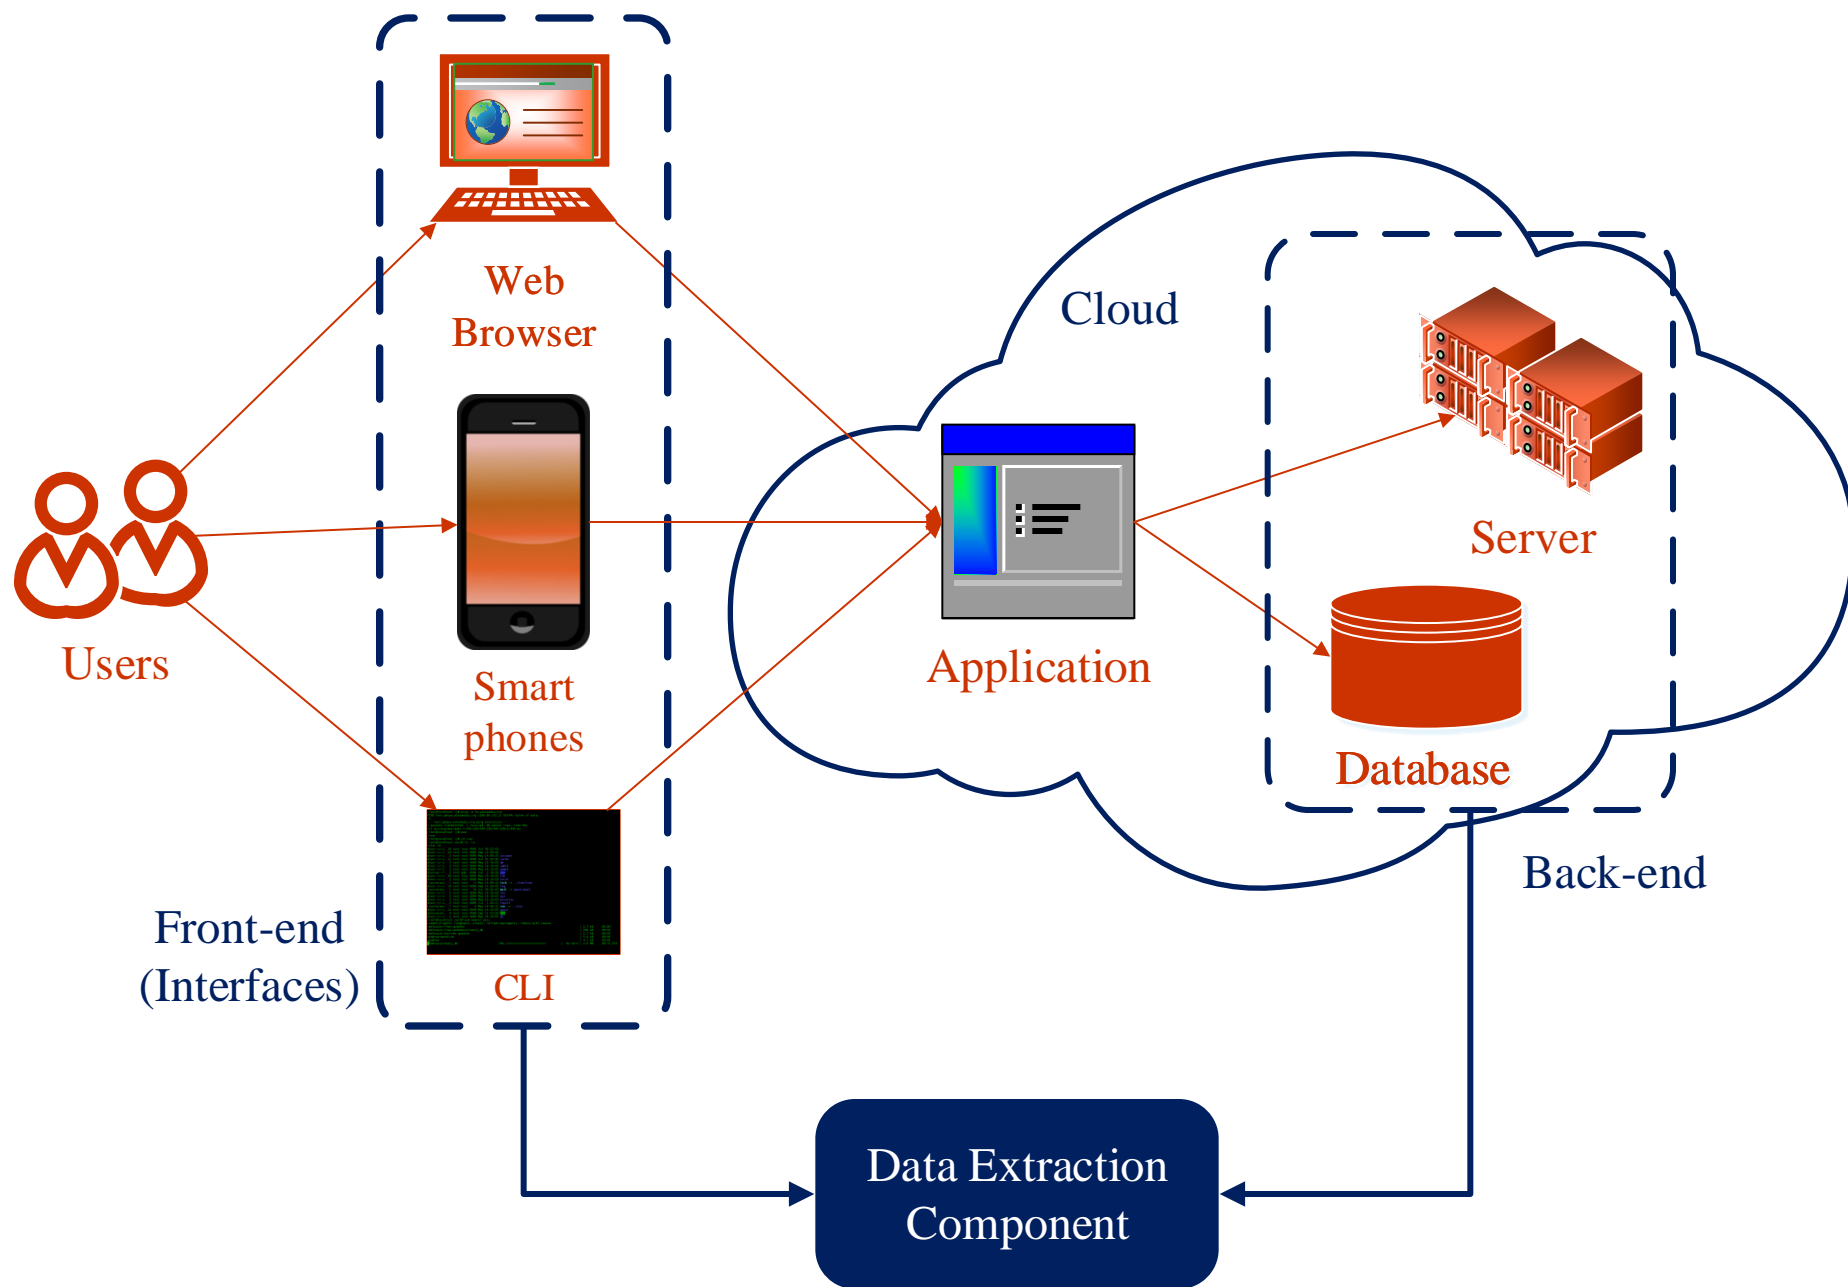 Web
Browser
Cloud
Server
Users
Smart
phones
Application
Database
Back-end
Front-end
(Interfaces)
CLI
Data Extraction
Component